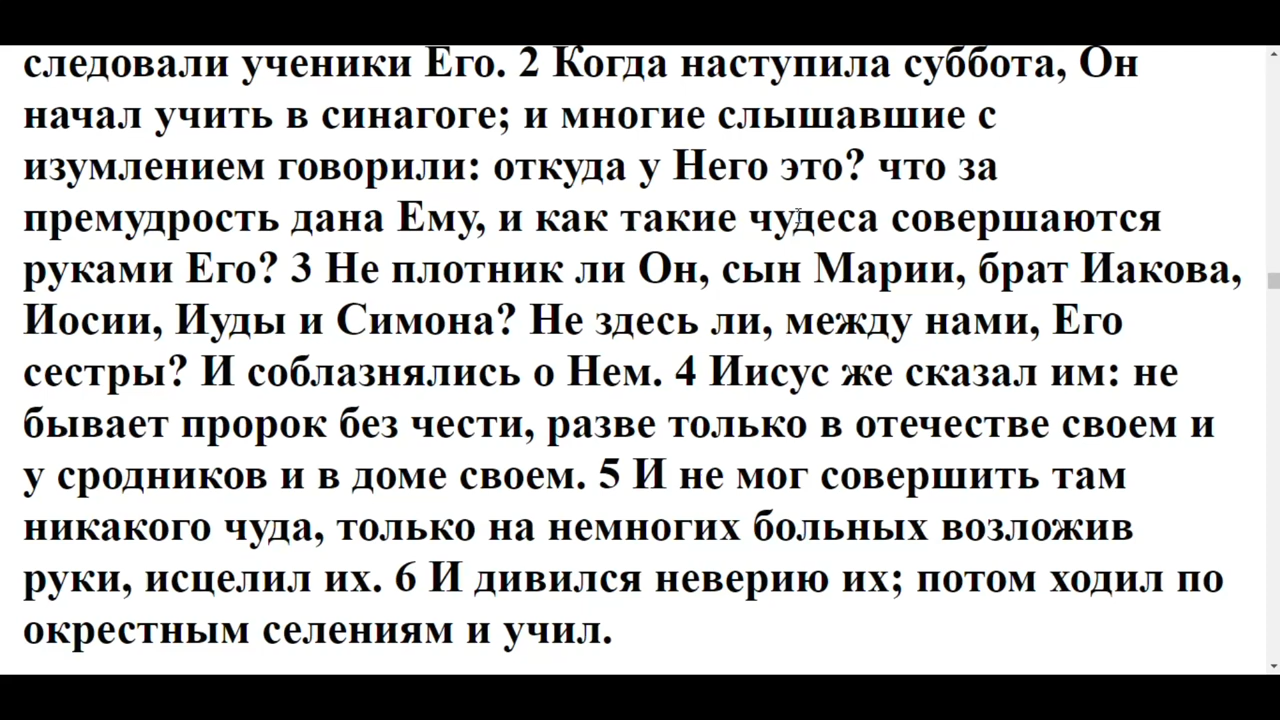 следовали ученики Его. 2 Когда наступила суббота, Он
начал учить в синагоге; и многие слышавшие с
изумлением говорили: откуда у Него это? что за
премудрость дана Ему, и как такие чудеса совершаются
руками Его? 3 Не плотник ли Он, сын Марии, брат Иакова,
Иосии, Иуды и Симона? Не здесь ли, между нами, Его
сестры? И соблазнялись о Нем. 4 Иисус же сказал им: не
бывает пророк без чести, разве только в отечестве своем и
у сродников и в доме своем. 5 И не мог совершить там
никакого чуда, только на немногих больных возложив
руки, исцелил их. 6 И дивился неверию их; потом ходил по
окрестным селениям и учил.